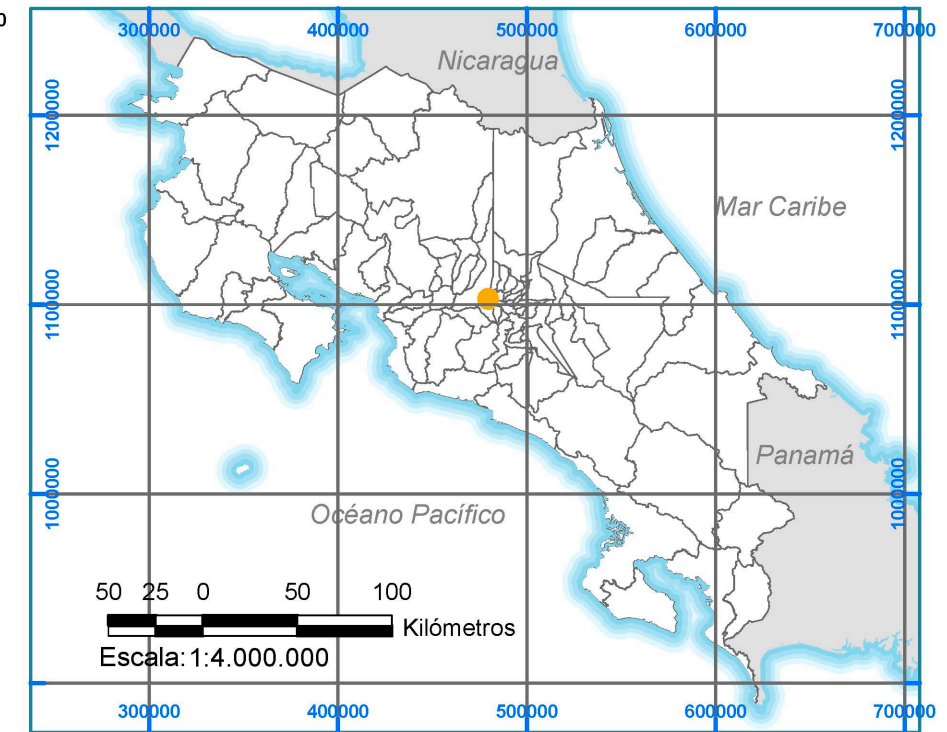 0
300000 400000 500000 600000 700000
Nicaragua
1200000 1200000
Mar Caribe
1100000 1100000
Panamá
1000000 1000000
Océano Pacífico
50 25 0 50 100
Kilómetros
Escala: 1:4.000.000
300000 400000 500000 600000 700000